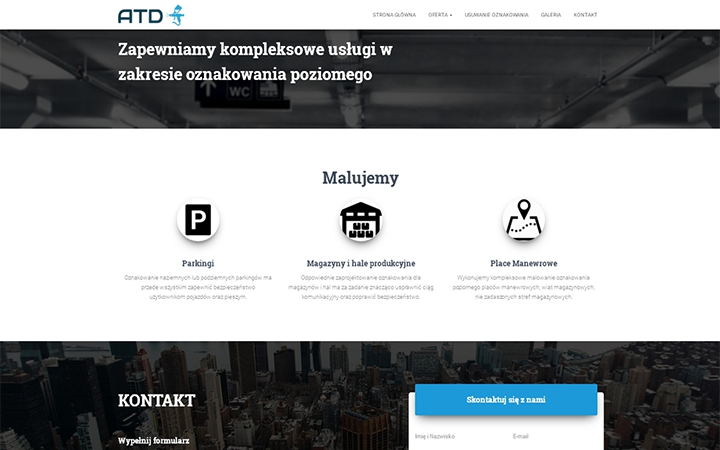 ATD
STRONA GŁÓWNA OFERTA USUWANIE OZNAKOWANIA GALERIA KONTAKT
Zapewniamy kompleksowe usługi w
zakresie oznakowania poziomego
WC
Malujemy
P
Parkingi
Oznakowanie naziemnych lub podziemnych parkingów ma
przede wszystkim zapewnić bezpieczeństwo
użytkownikom pojazdów oraz pieszym.
Magazyny i hale produkcyjne
Odpowiednie zaprojektowanie oznakowania dla
magazynów i hal ma za zadanie znacząco usprawnić ciąg
komunikacyjny oraz poprawić bezpieczeństwo.
Place Manewrowe
Wykonujemy kompleksowe malowanie oznakowania
poziomego placów manewrowych, wiat magazynowych,
nie zadaszonych stref magazynowych.
KONTAKT
Wypełnij formularz
Skontaktuj się z nami
Imię i Nazwisko E-mail